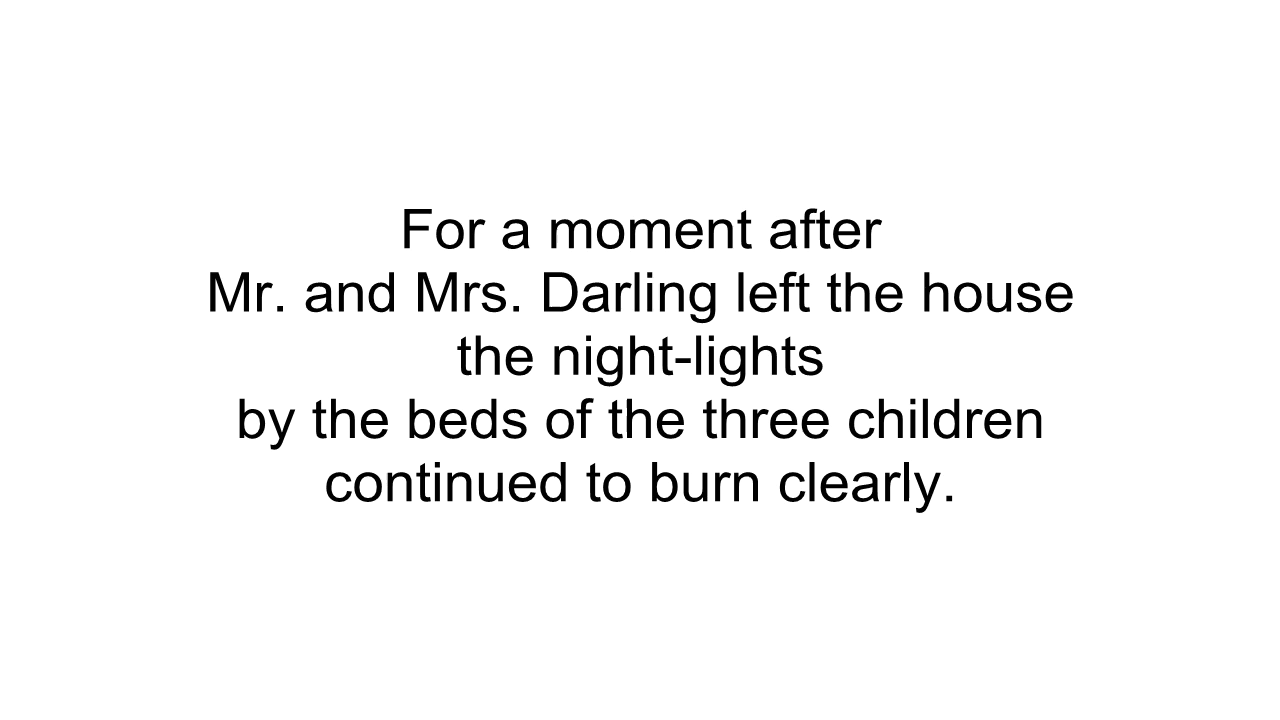 For a moment after
Mr. and Mrs. Darling left the house
the night-lights
by the beds of the three children
continued to burn clearly.